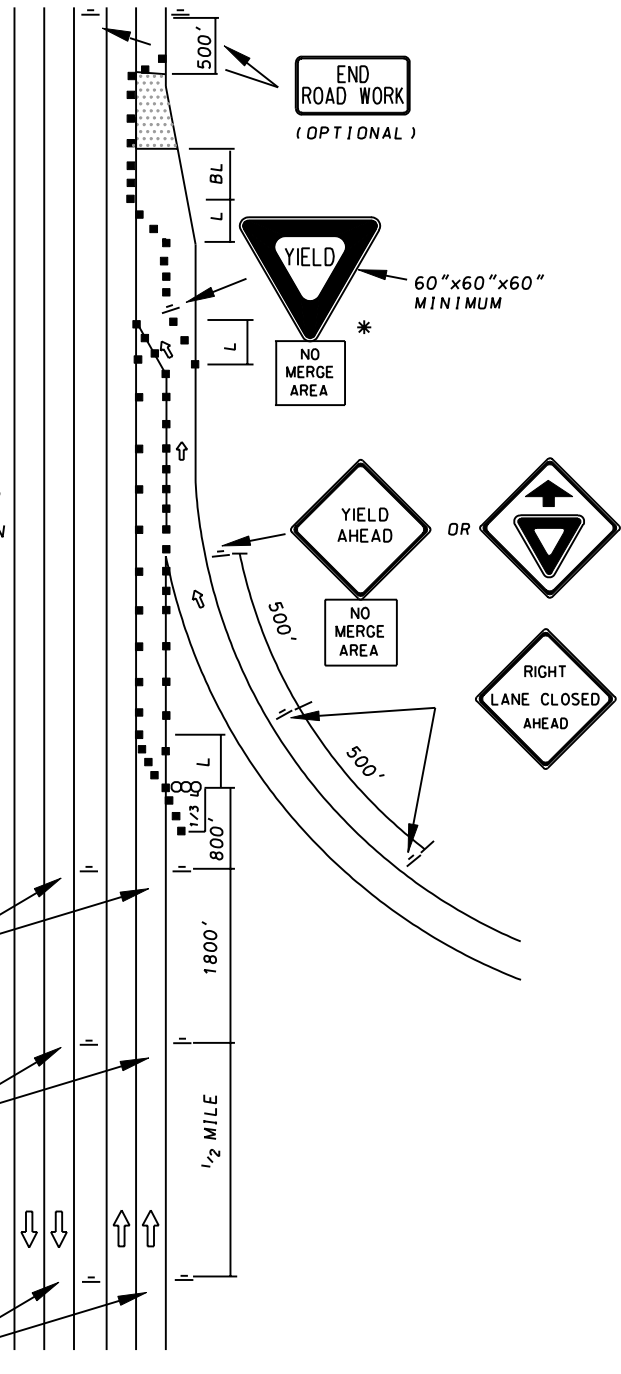 500'
END
ROAD WORK
(OPTIONAL)
BL
L
YIELD
60"x60"x60"
MINIMUM
*
NO
MERGE
AREA
L
YIELD
AHEAD
OR
N
NO
MERGE
AREA
500'
RIGHT
LANE CLOSED
AHEAD
500'
L
1/3 L
800'
1800'
1/2 MILE